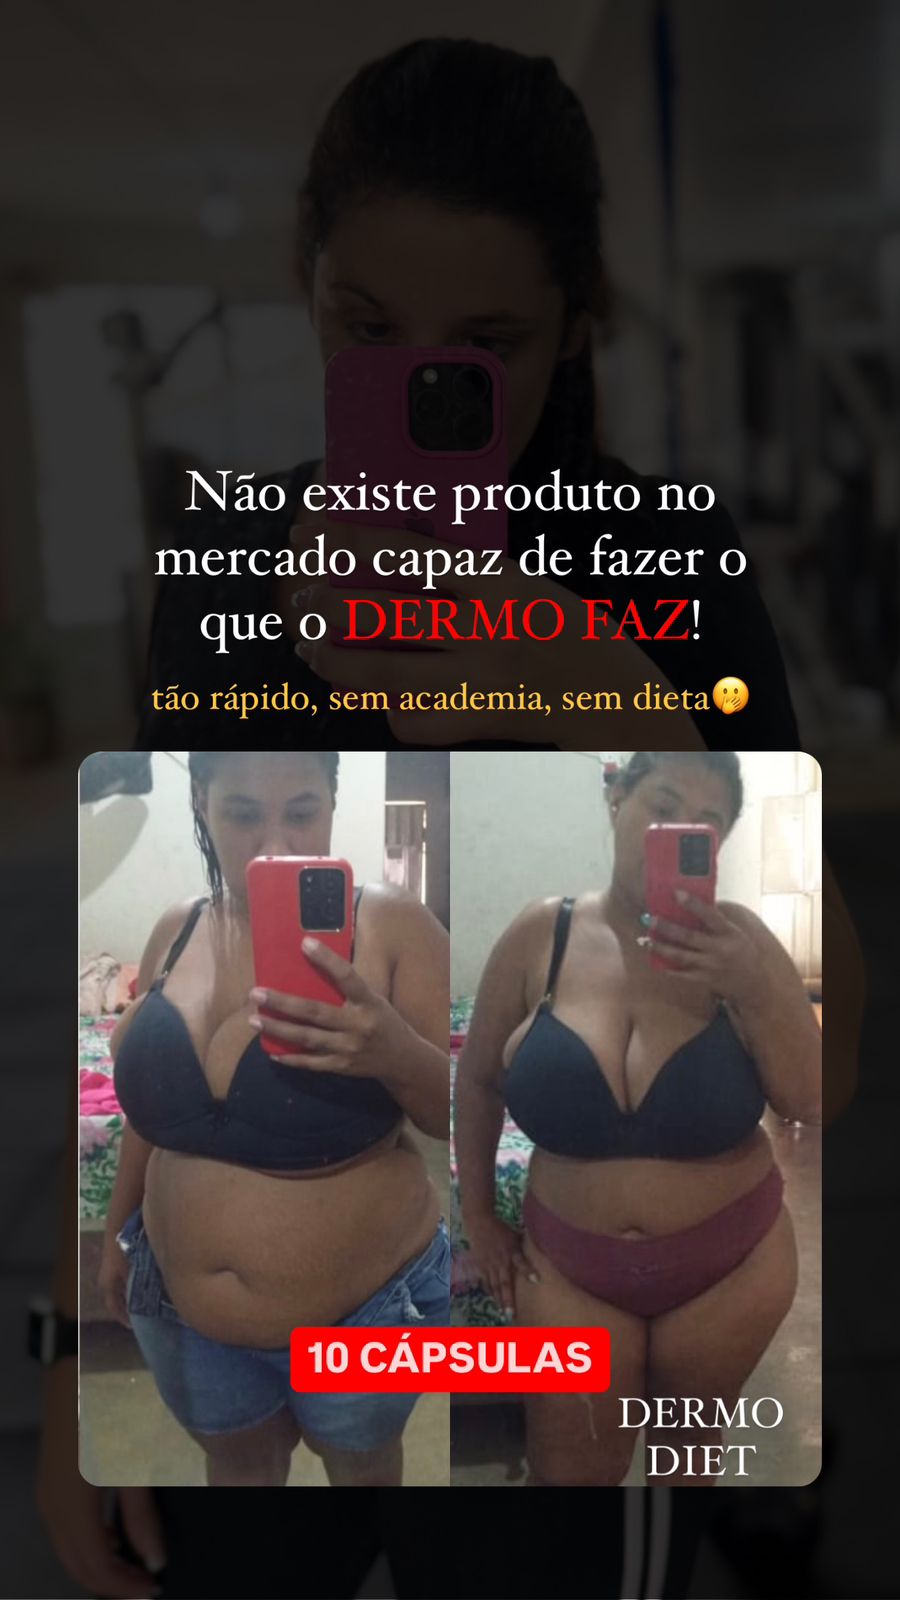 Não existe produto no
mercado capaz de fazer o
que o DERMO FAZ!
tão rápido, sem academia, sem dieta🫢
10 CÁPSULAS
DERMO
DIET